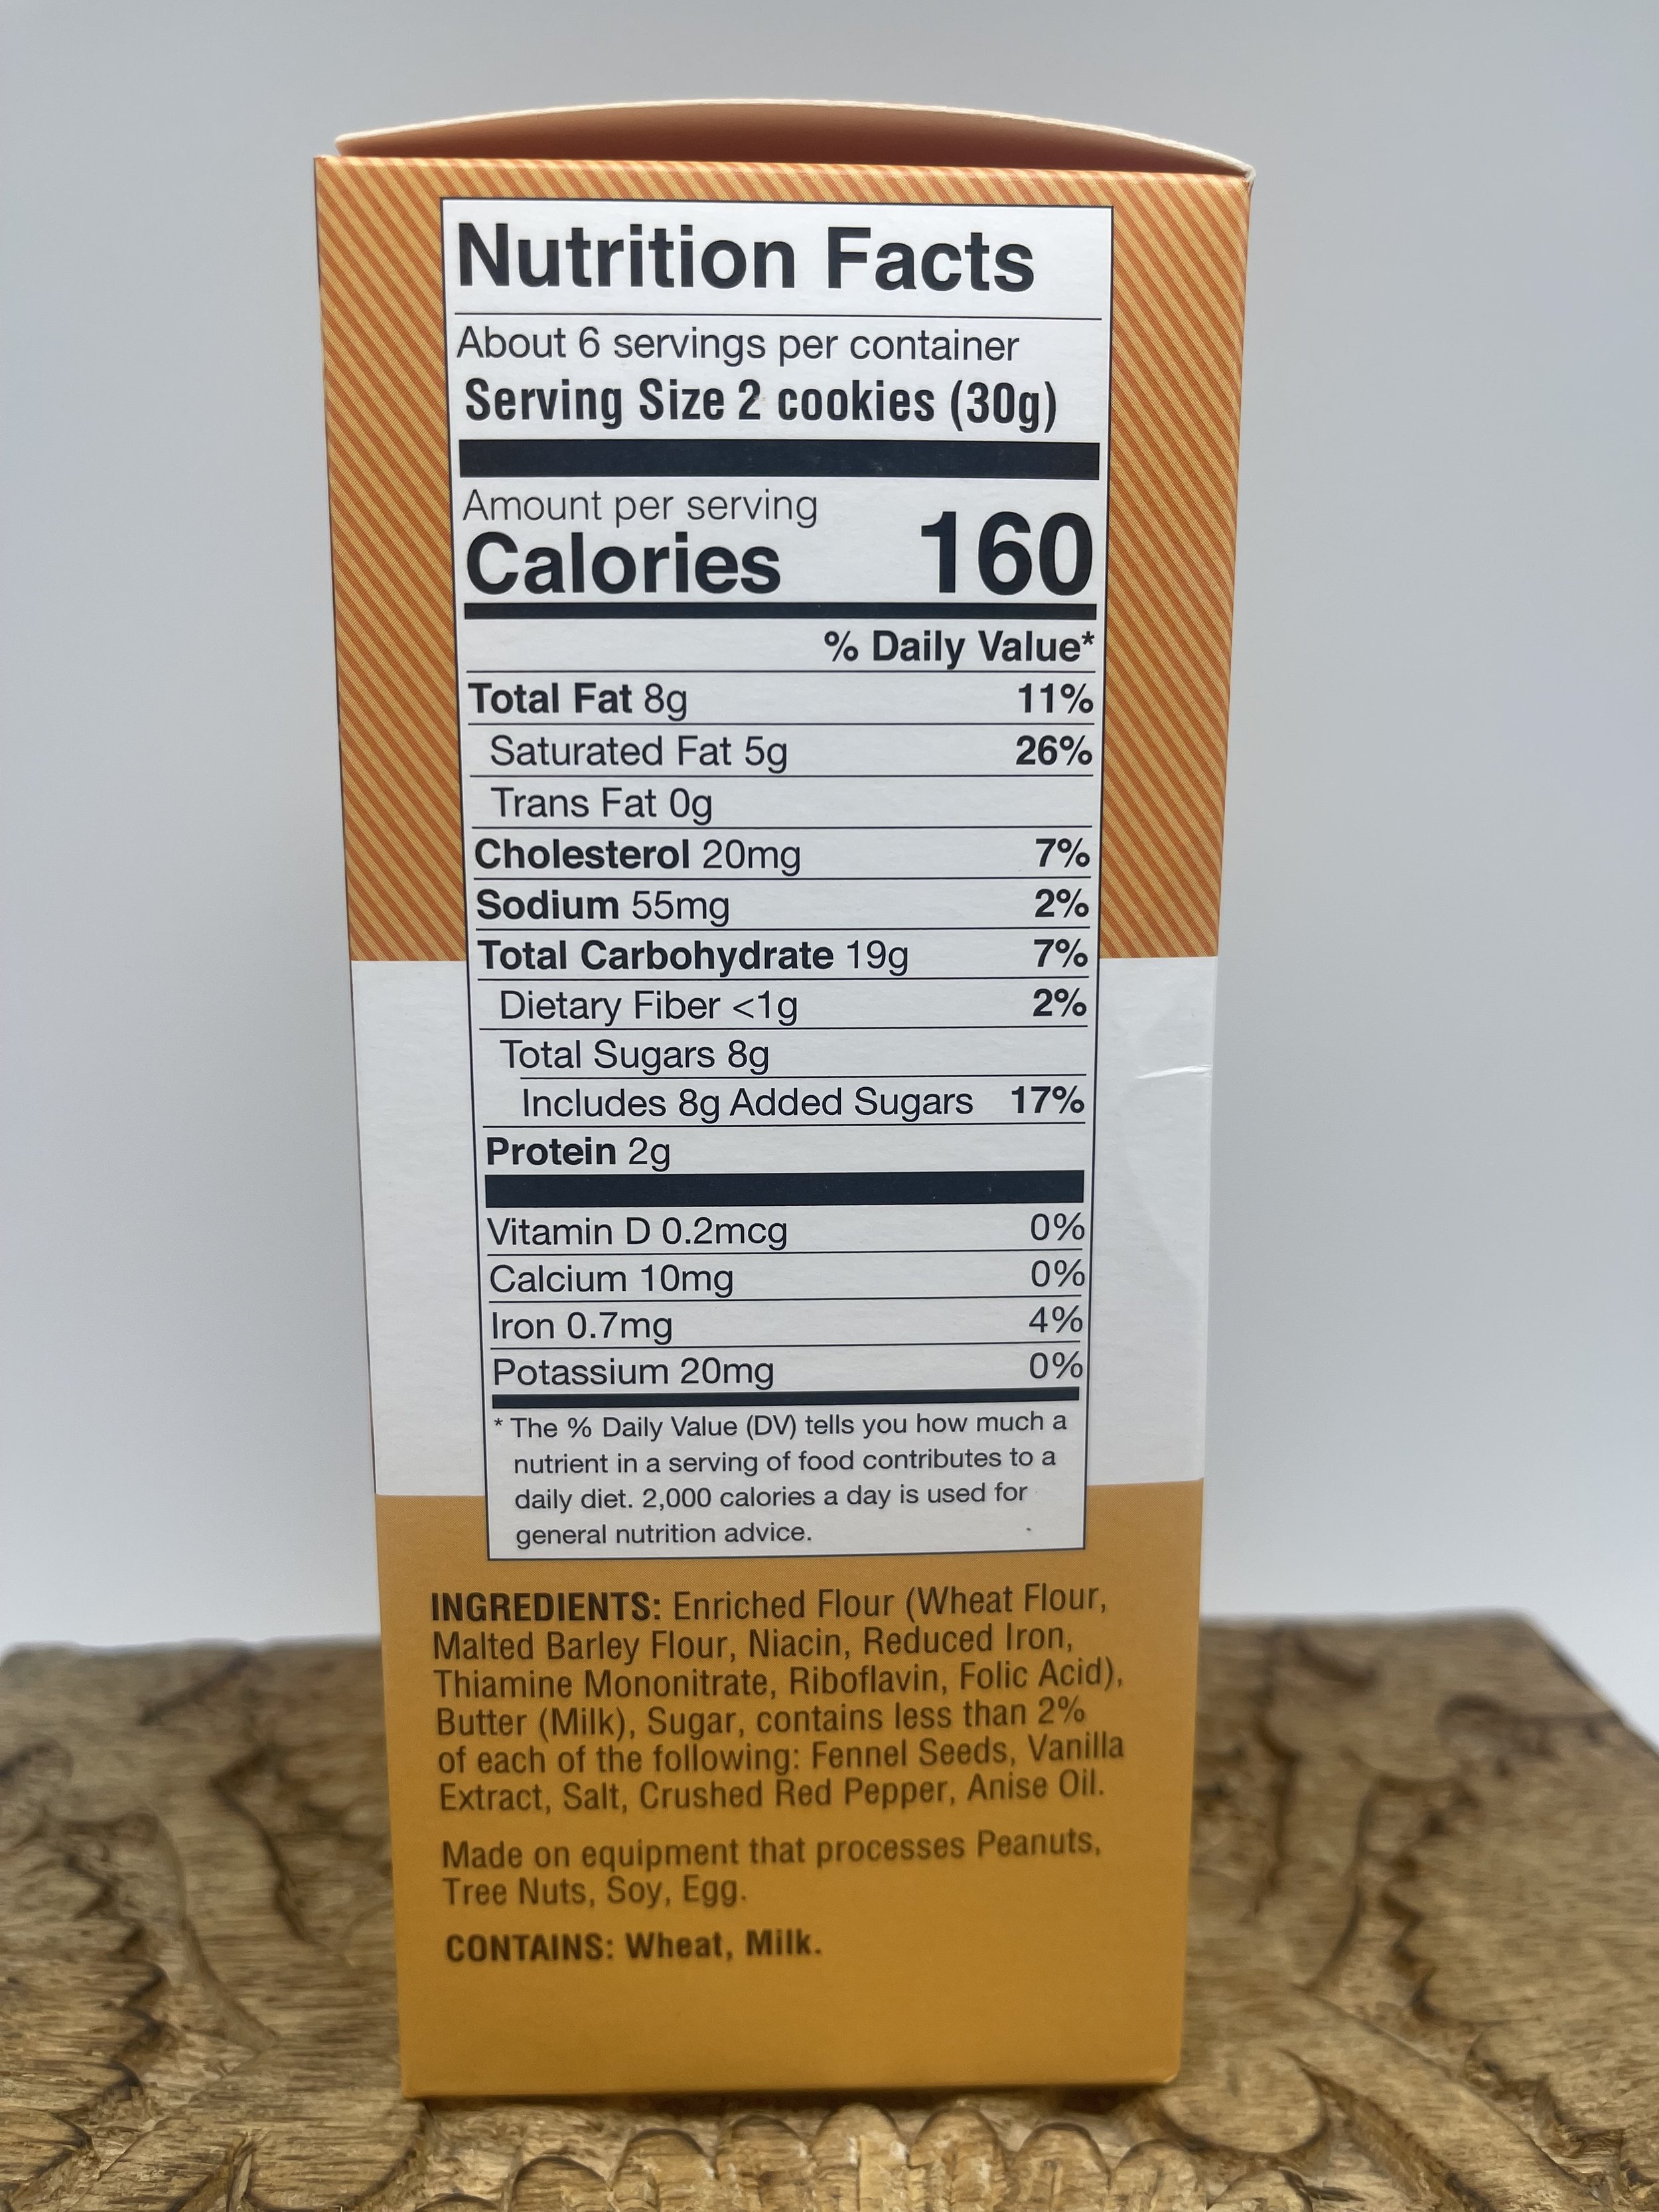 Nutrition Facts
About 6 servings per container
Serving Size 2 cookies (30g)
Amount per serving
Calories 160
% Daily Value*
Total Fat 8g 11%
Saturated Fat 5g 26%
Trans Fat 0g
Cholesterol 20mg 7%
Sodium 55mg 2%
Total Carbohydrate 19g 7%
Dietary Fiber <1g 2%
Total Sugars 8g
Includes 8g Added Sugars 17%
Protein 2g
Vitamin D 0.2mcg 0%
Calcium 10mg 0%
Iron 0.7mg 4%
Potassium 20mg 0%
* The % Daily Value (DV) tells you how much a
nutrient in a serving of food contributes to a
daily diet. 2,000 calories a day is used for
general nutrition advice.
INGREDIENTS: Enriched Flour (Wheat Flour,
Malted Barley Flour, Niacin, Reduced Iron,
Thiamine Mononitrate, Riboflavin, Folic Acid),
Butter (Milk), Sugar, contains less than 2%
of each of the following: Fennel Seeds, Vanilla
Extract, Salt, Crushed Red Pepper, Anise Oil.
Made on equipment that processes Peanuts,
Tree Nuts, Soy, Egg.
CONTAINS: Wheat, Milk.